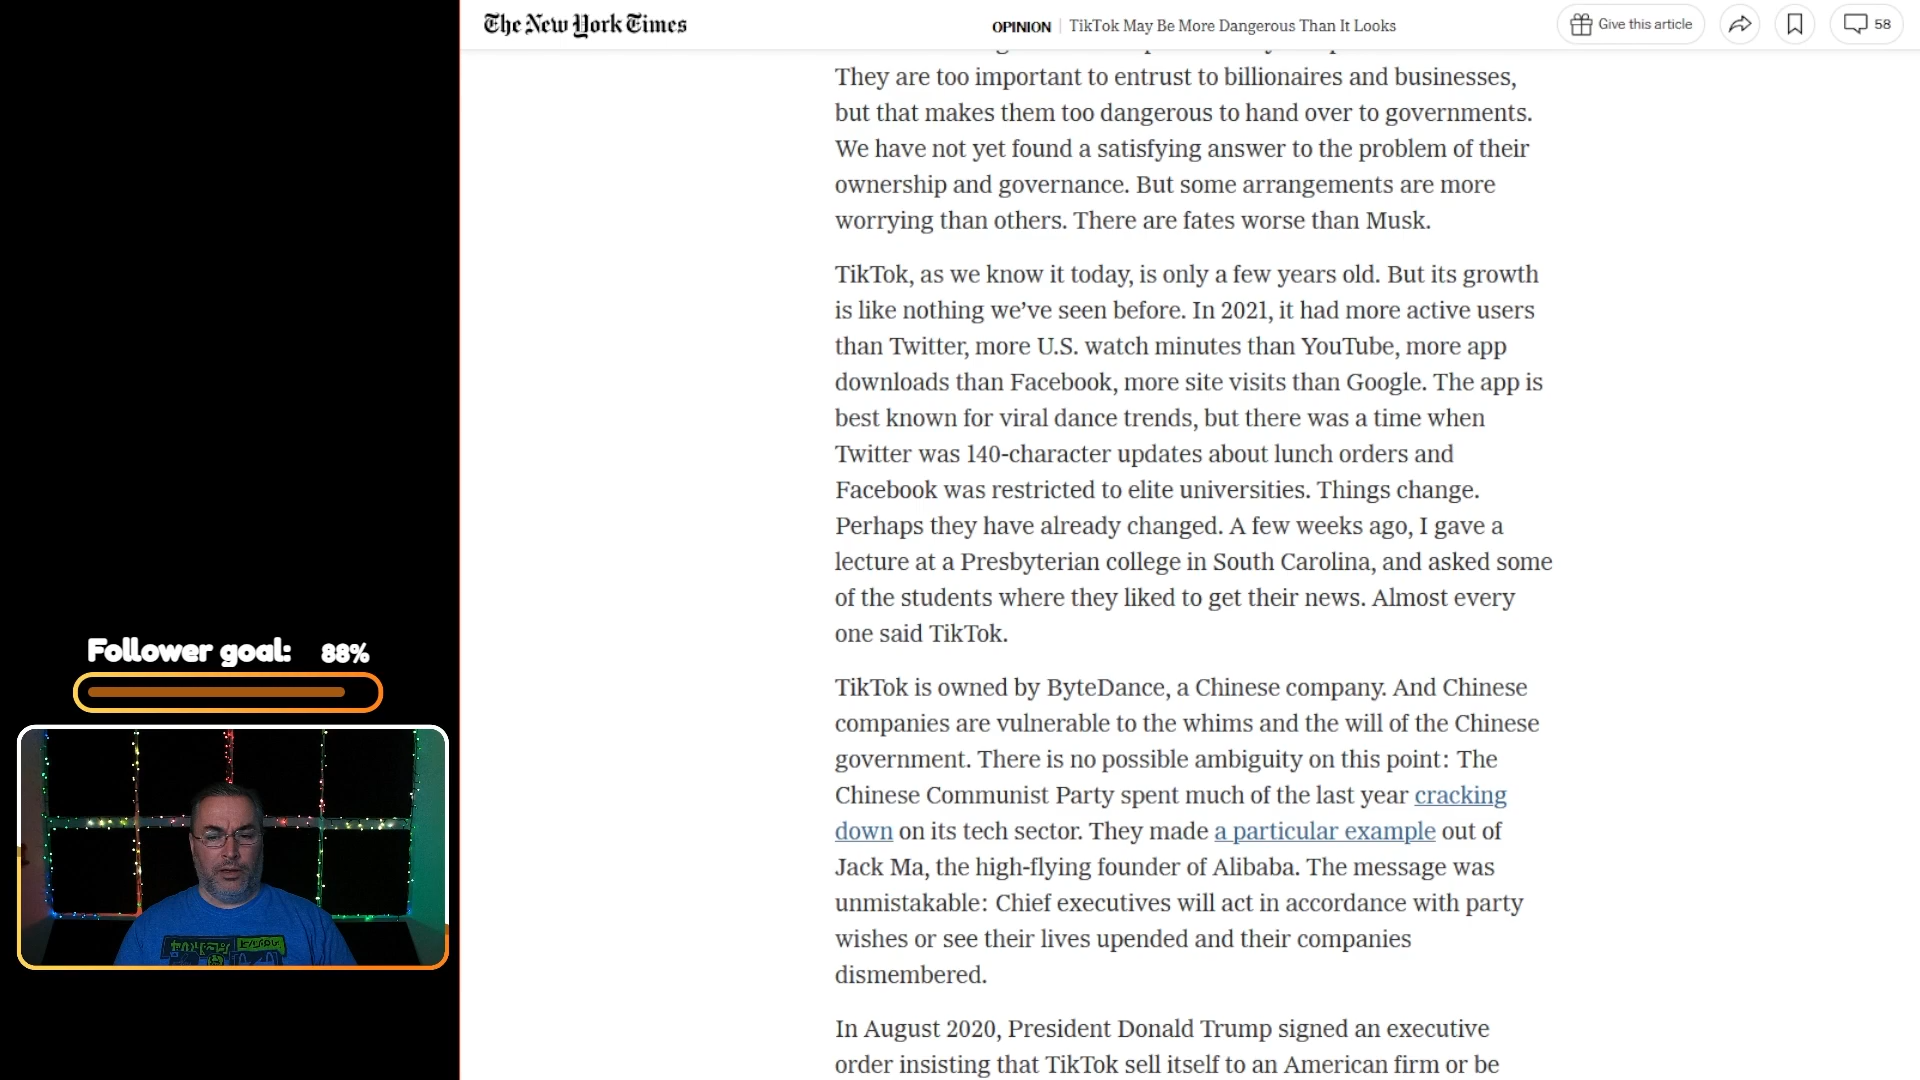 The New York Times
OPINION | TikTok May Be More Dangerous Than It Looks
Give this article
58
They are too important to entrust to billionaires and businesses,
but that makes them too dangerous to hand over to governments.
We have not yet found a satisfying answer to the problem of their
ownership and governance. But some arrangements are more
worrying than others. There are fates worse than Musk.
TikTok, as we know it today, is only a few years old. But its growth
is like nothing we’ve seen before. In 2021, it had more active users
than Twitter, more U.S. watch minutes than YouTube, more app
downloads than Facebook, more site visits than Google. The app is
best known for viral dance trends, but there was a time when
Twitter was 140-character updates about lunch orders and
Facebook was restricted to elite universities. Things change.
Perhaps they have already changed. A few weeks ago, I gave a
lecture at a Presbyterian college in South Carolina, and asked some
of the students where they liked to get their news. Almost every
one said TikTok.
TikTok is owned by ByteDance, a Chinese company. And Chinese
companies are vulnerable to the whims and the will of the Chinese
government. There is no possible ambiguity on this point: The
Chinese Communist Party spent much of the last year cracking
down on its tech sector. They made a particular example out of
Jack Ma, the high-flying founder of Alibaba. The message was
unmistakable: Chief executives will act in accordance with party
wishes or see their lives upended and their companies
dismembered.
In August 2020, President Donald Trump signed an executive
order insisting that TikTok sell itself to an American firm or be
Follower goal: 88%